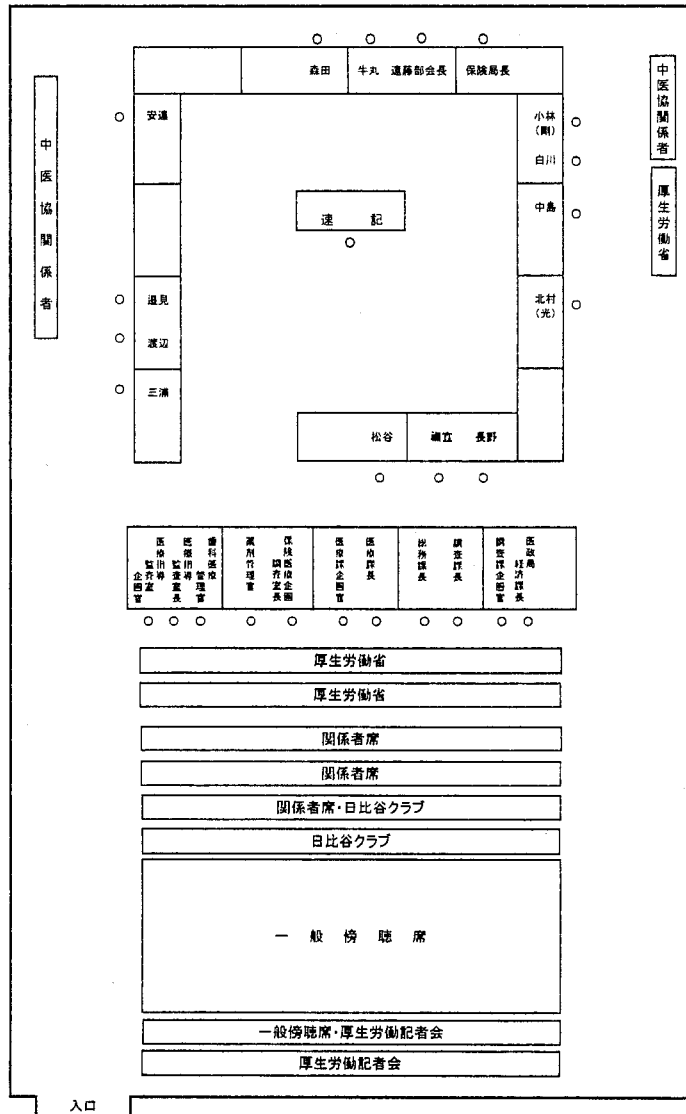 森田 牛丸 遠藤部会長 保険局長
中医協関係者
安達
小林
(剛)
白川
中医協関係者
厚生労働省
速記
中島
邉見
渡辺
三浦
北村
(光)
松谷 禰宜 長野
医療指導監査室企画官
医療指導監査室長
歯科医療管理官
薬剤管理官
保険医療企画調査室長
医療課企画官
医療課長
総務課長
調査課長
調査課企画官
医政局経済課長
厚生労働省
厚生労働省
関係者席
関係者席
関係者席・日比谷クラブ
日比谷クラブ
一般傍聴席
一般傍聴席・厚生労働記者会
厚生労働記者会
入口